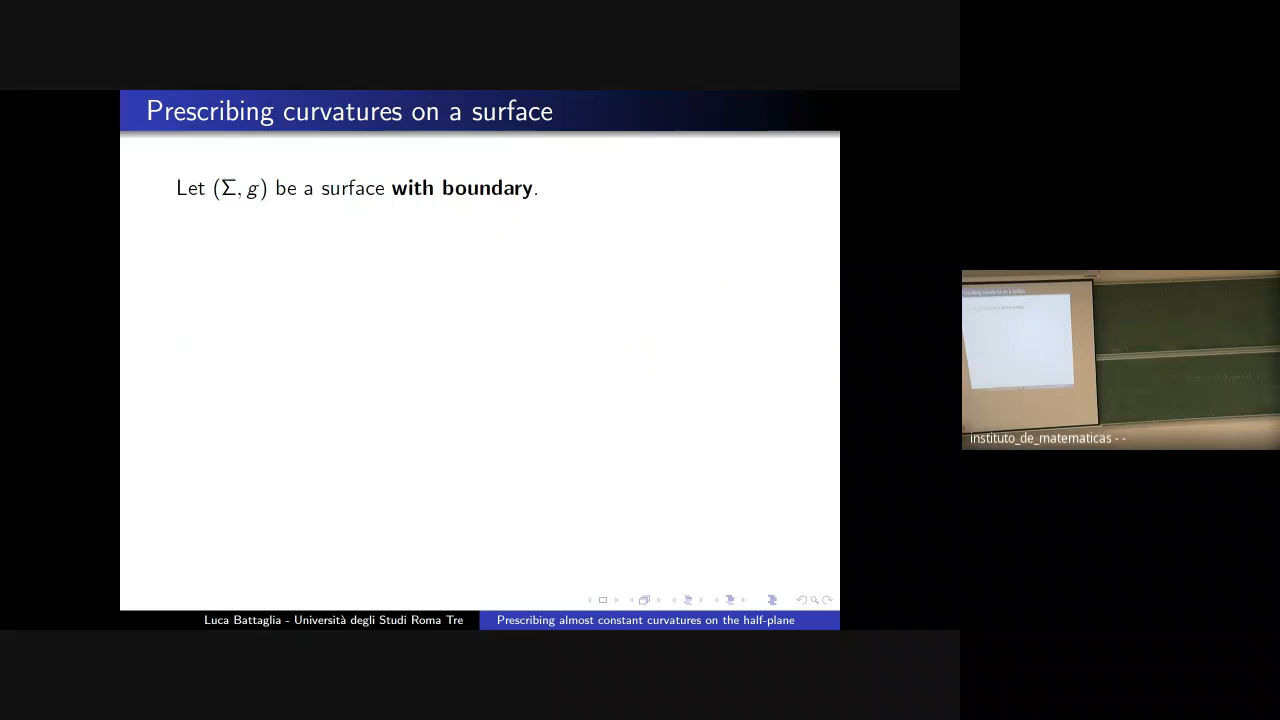 Prescribing curvatures on a surface
Let (Σ, g) be a surface with boundary.
Luca Battaglia - Università degli Studi Roma Tre
Prescribing almost constant curvatures on the half-plane
instituto_de_matematicas - -